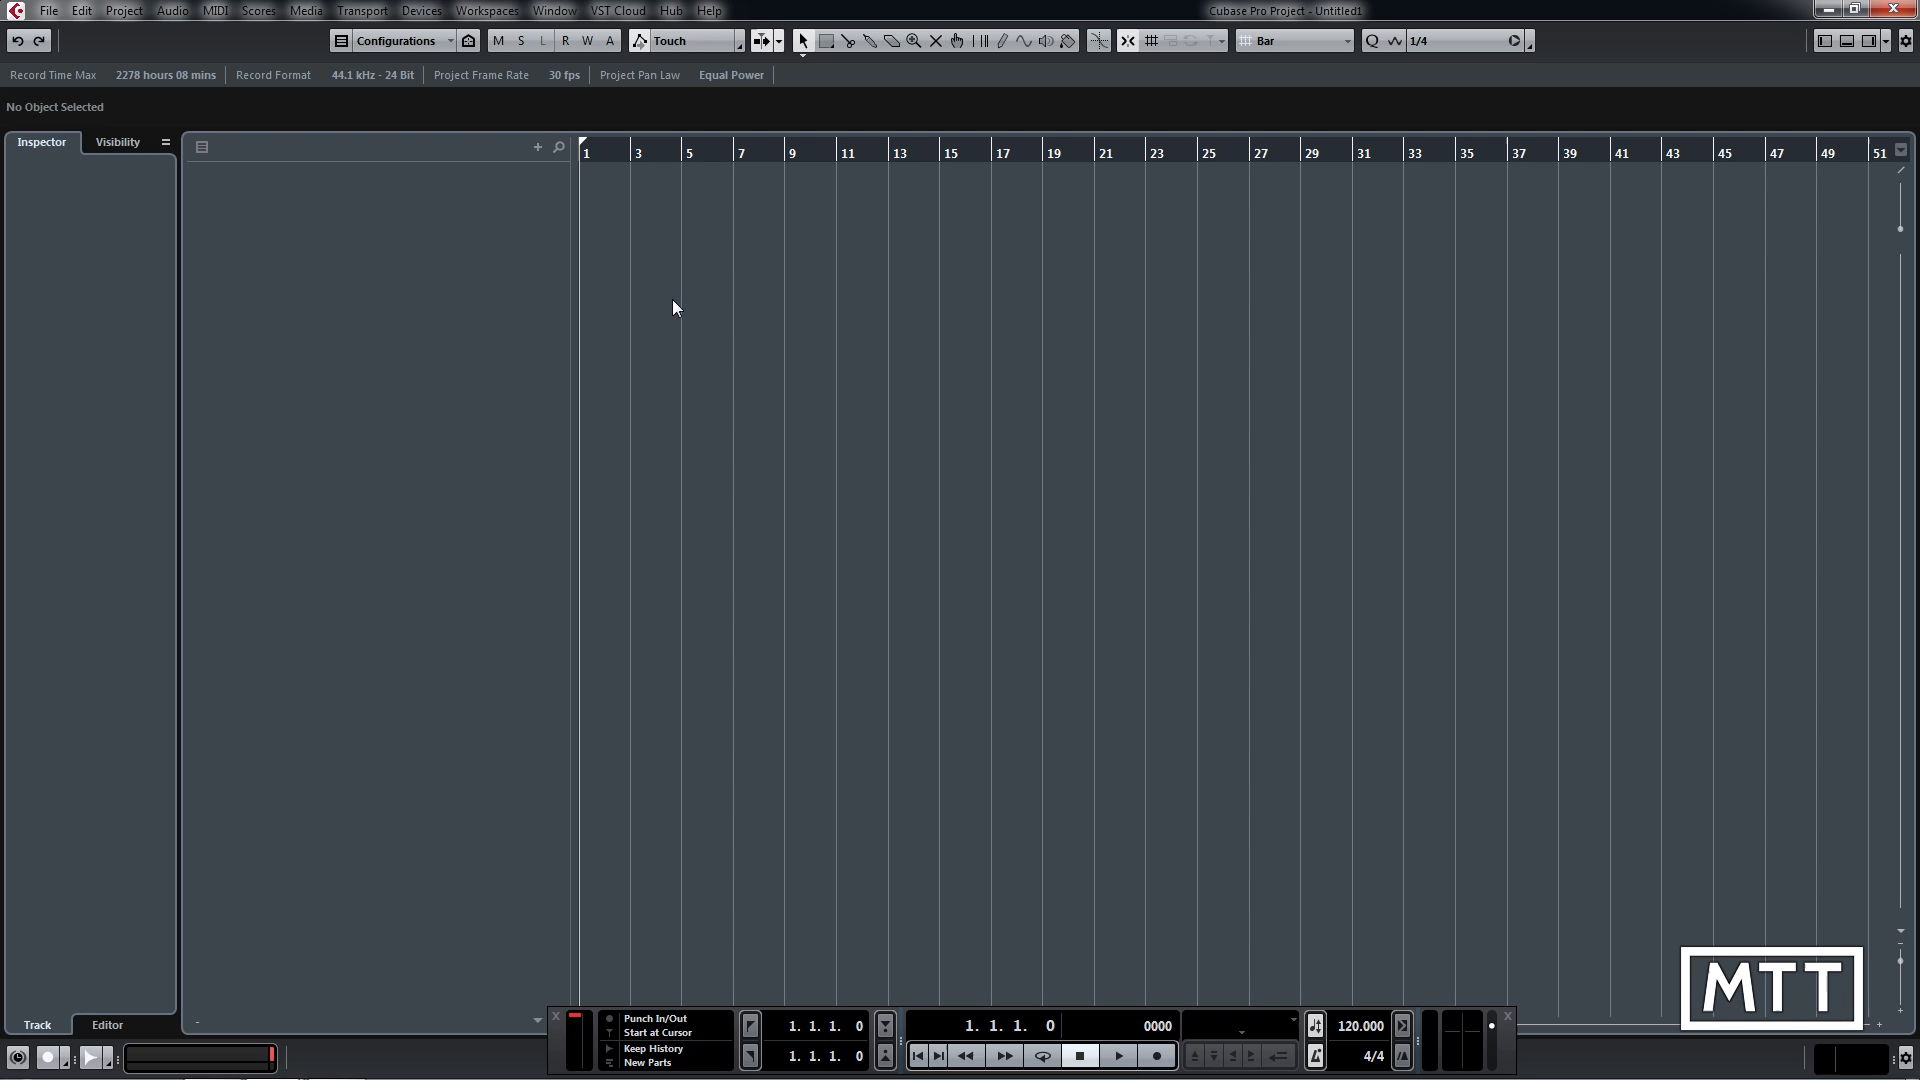 File Edit Project Audio MIDI Scores Media Transport Devices Workspaces Window VST Cloud Hub Help Cubase Pro Project - Untitled1
Configurations M S L R W A Touch Bar Q 1/4
Record Time Max 2278 hours 08 mins Record Format 44.1 kHz - 24 Bit Project Frame Rate 30 fps Project Pan Law Equal Power
No Object Selected
Inspector Visibility
1 3 5 7 9 11 13 15 17 19 21 23 25 27 29 31 33 35 37 39 41 43 45 47 49 51
MTT
Track Editor
Punch In/Out
Start at Cursor
Keep History
New Parts
1. 1. 1. 0
1. 1. 1. 0
1. 1. 1. 0 0000
120.000
4/4